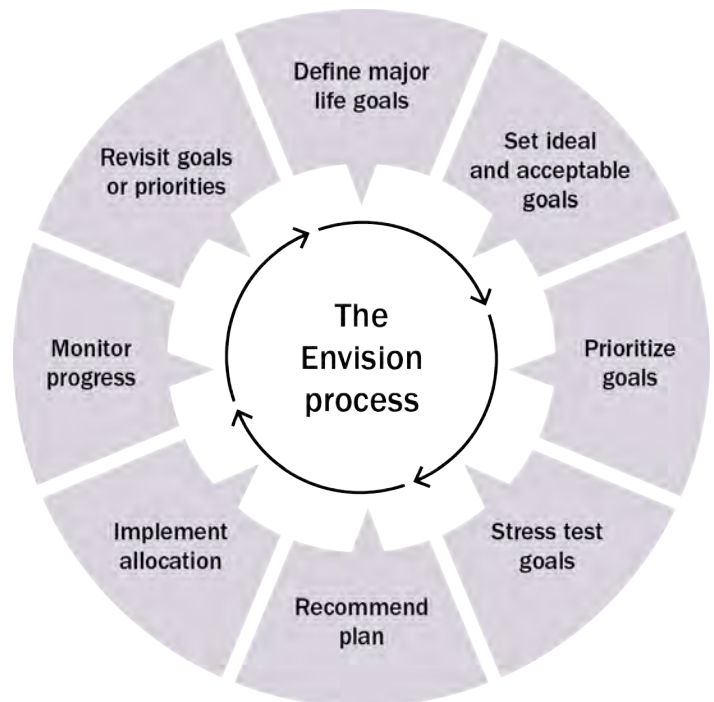 Define major
life goals
Set ideal
and acceptable
goals
Prioritize
goals
Stress test
goals
Recommend
plan
Implement
allocation
Monitor
progress
Revisit goals
or priorities
The
Envision
process